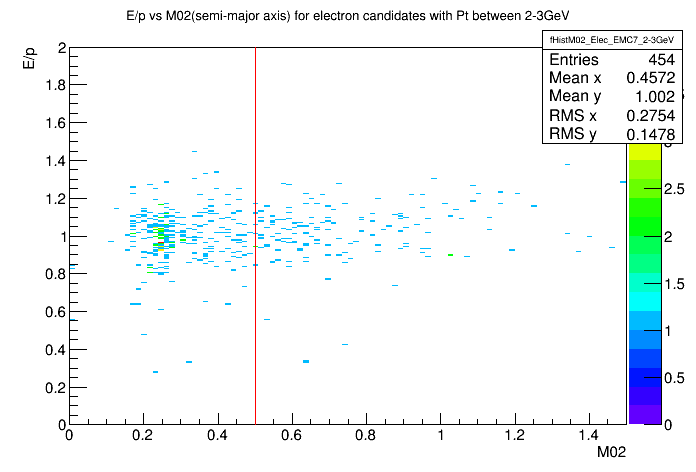 E/p vs M02(semi-major axis) for electron candidates with Pt between 2-3GeV
fHistM02_Elec_EMC7_2-3GeV
Entries 454
Mean x 0.4572
Mean y 1.002
RMS x 0.2754
RMS y 0.1478
E/p
2
1.8
1.6
1.4
1.2
1
0.8
0.6
0.4
0.2
0
0 0.2 0.4 0.6 0.8 1 1.2 1.4
M02
2.5
2
1.5
1
0.5
0